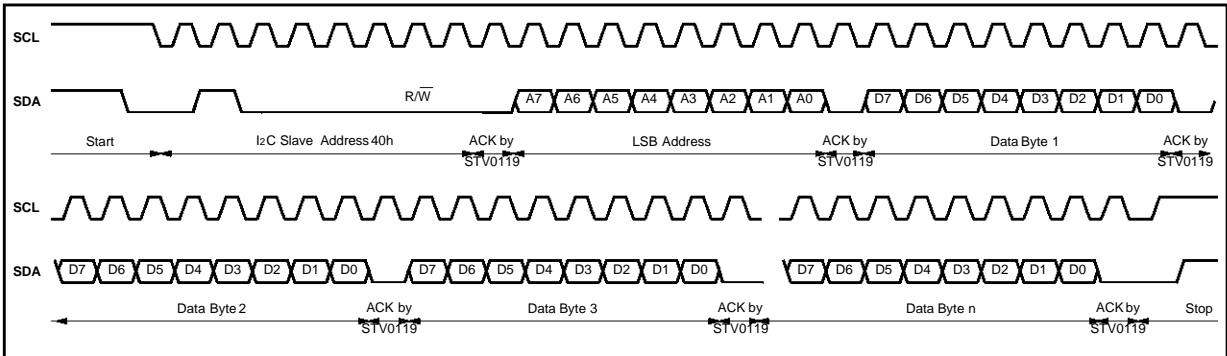 SCL
SDA
R/W
A7 A6 A5 A4 A3 A2 A1 A0
D7 D6 D5 D4 D3 D2 D1 D0
Start
I2C Slave Address 40h
ACK by STV0119
LSB Address
ACK by STV0119
Data Byte 1
ACK by STV0119
SCL
SDA
D7 D6 D5 D4 D3 D2 D1 D0
D7 D6 D5 D4 D3 D2 D1 D0
D7 D6 D5 D4 D3 D2 D1 D0
Data Byte 2
ACK by STV0119
Data Byte 3
ACK by STV0119
Data Byte n
ACK by STV0119
Stop